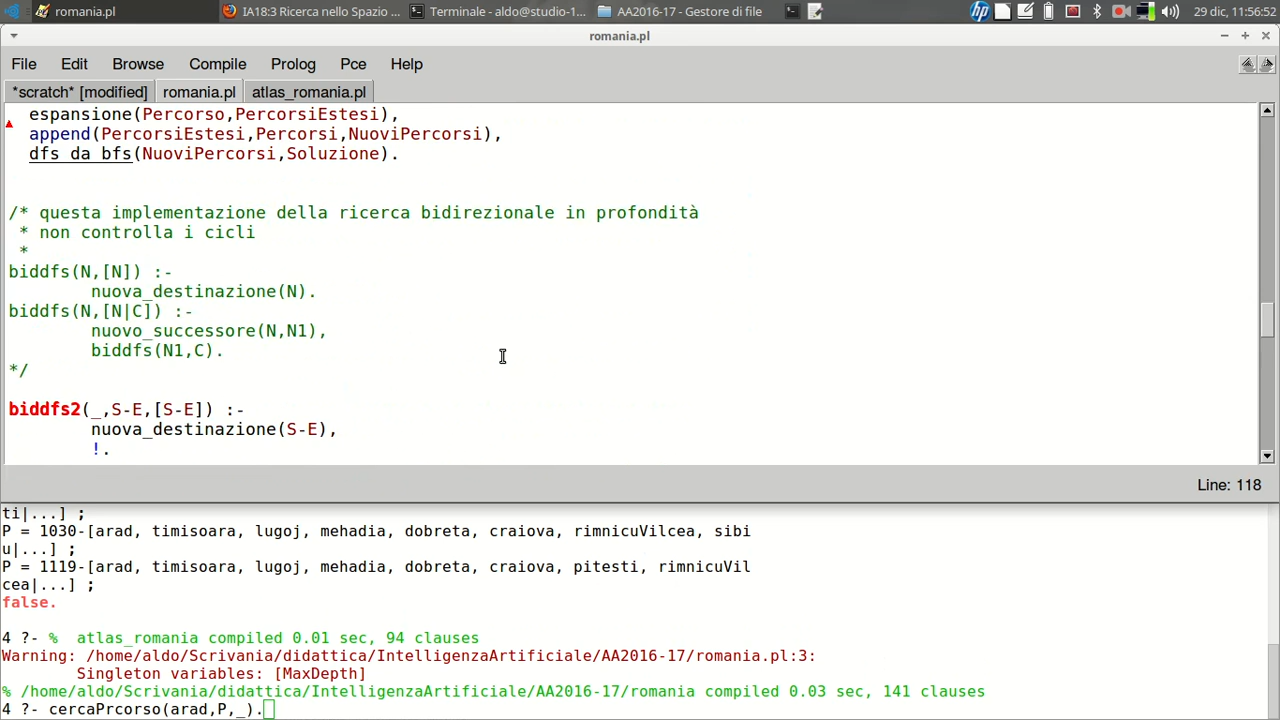 romania.pl
IA18:3 Ricerca nello Spazio ...
Terminale - aldo@studio-1...
AA2016-17 - Gestore di file
29 dic, 11:56:52
romania.pl
File Edit Browse Compile Prolog Pce Help
*scratch* [modified] romania.pl atlas_romania.pl
espansione(Percorso,PercorsiEstesi),
append(PercorsiEstesi,Percorsi,NuoviPercorsi),
dfs_da_bfs(NuoviPercorsi,Soluzione).
/* questa implementazione della ricerca bidirezionale in profondità
* non controlla i cicli
*
biddfs(N,[N]) :-
nuova_destinazione(N).
biddfs(N,[N|C]) :-
nuovo_successore(N,N1),
biddfs(N1,C).
*/
biddfs2(_,S-E,[S-E]) :-
nuova_destinazione(S-E),
!.
Line: 118
ti|...] ;
P = 1030-[arad, timisoara, lugoj, mehadia, dobreta, craiova, rimnicuVilcea, sibi
u|...] ;
P = 1119-[arad, timisoara, lugoj, mehadia, dobreta, craiova, pitesti, rimnicuVil
cea|...] ;
false.
4 ?- %  atlas_romania compiled 0.01 sec, 94 clauses
Warning: /home/aldo/Scrivania/didattica/IntelligenzaArtificiale/AA2016-17/romania.pl:3:
Singleton variables: [MaxDepth]
% /home/aldo/Scrivania/didattica/IntelligenzaArtificiale/AA2016-17/romania compiled 0.03 sec, 141 clauses
4 ?- cercaPrcorso(arad,P,_).